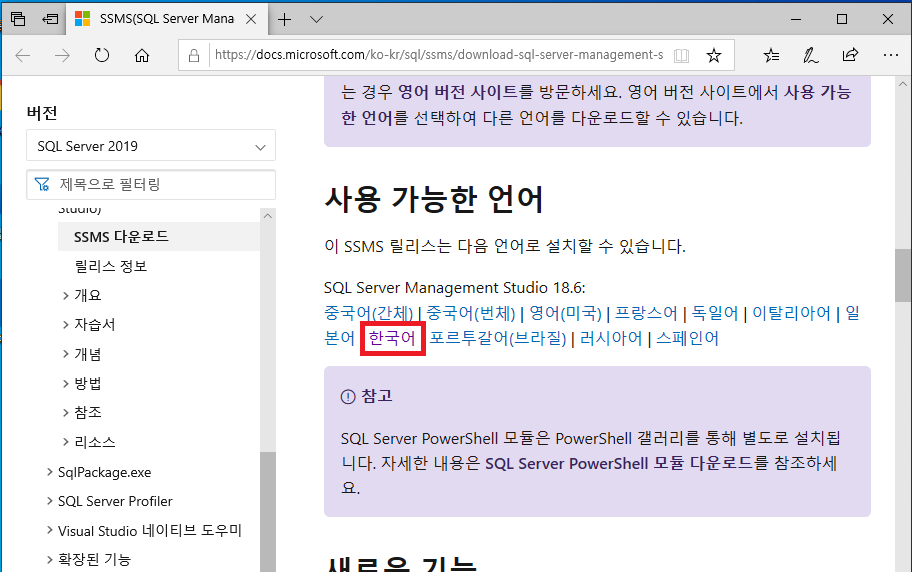 SSMS(SQL Server Mana
https://docs.microsoft.com/ko-kr/sql/ssms/download-sql-server-management-s
버전
SQL Server 2019
제목으로 필터링
Studio)
SSMS 다운로드
릴리스 정보
개요
자습서
개념
방법
참조
리소스
SqlPackage.exe
SQL Server Profiler
Visual Studio 네이티브 도우미
확장된 기능
는 경우 영어 버전 사이트를 방문하세요. 영어 버전 사이트에서 사용 가능
한 언어를 선택하여 다른 언어를 다운로드할 수 있습니다.
사용 가능한 언어
이 SSMS 릴리스는 다음 언어로 설치할 수 있습니다.
SQL Server Management Studio 18.6:
중국어(간체) | 중국어(번체) | 영어(미국) | 프랑스어 | 독일어 | 이탈리아어 | 일
본어 한국어 포르투갈어(브라질) | 러시아어 | 스페인어
참고
SQL Server PowerShell 모듈은 PowerShell 갤러리를 통해 별도로 설치됩
니다. 자세한 내용은 SQL Server PowerShell 모듈 다운로드를 참조하세
요.
새로운 기능